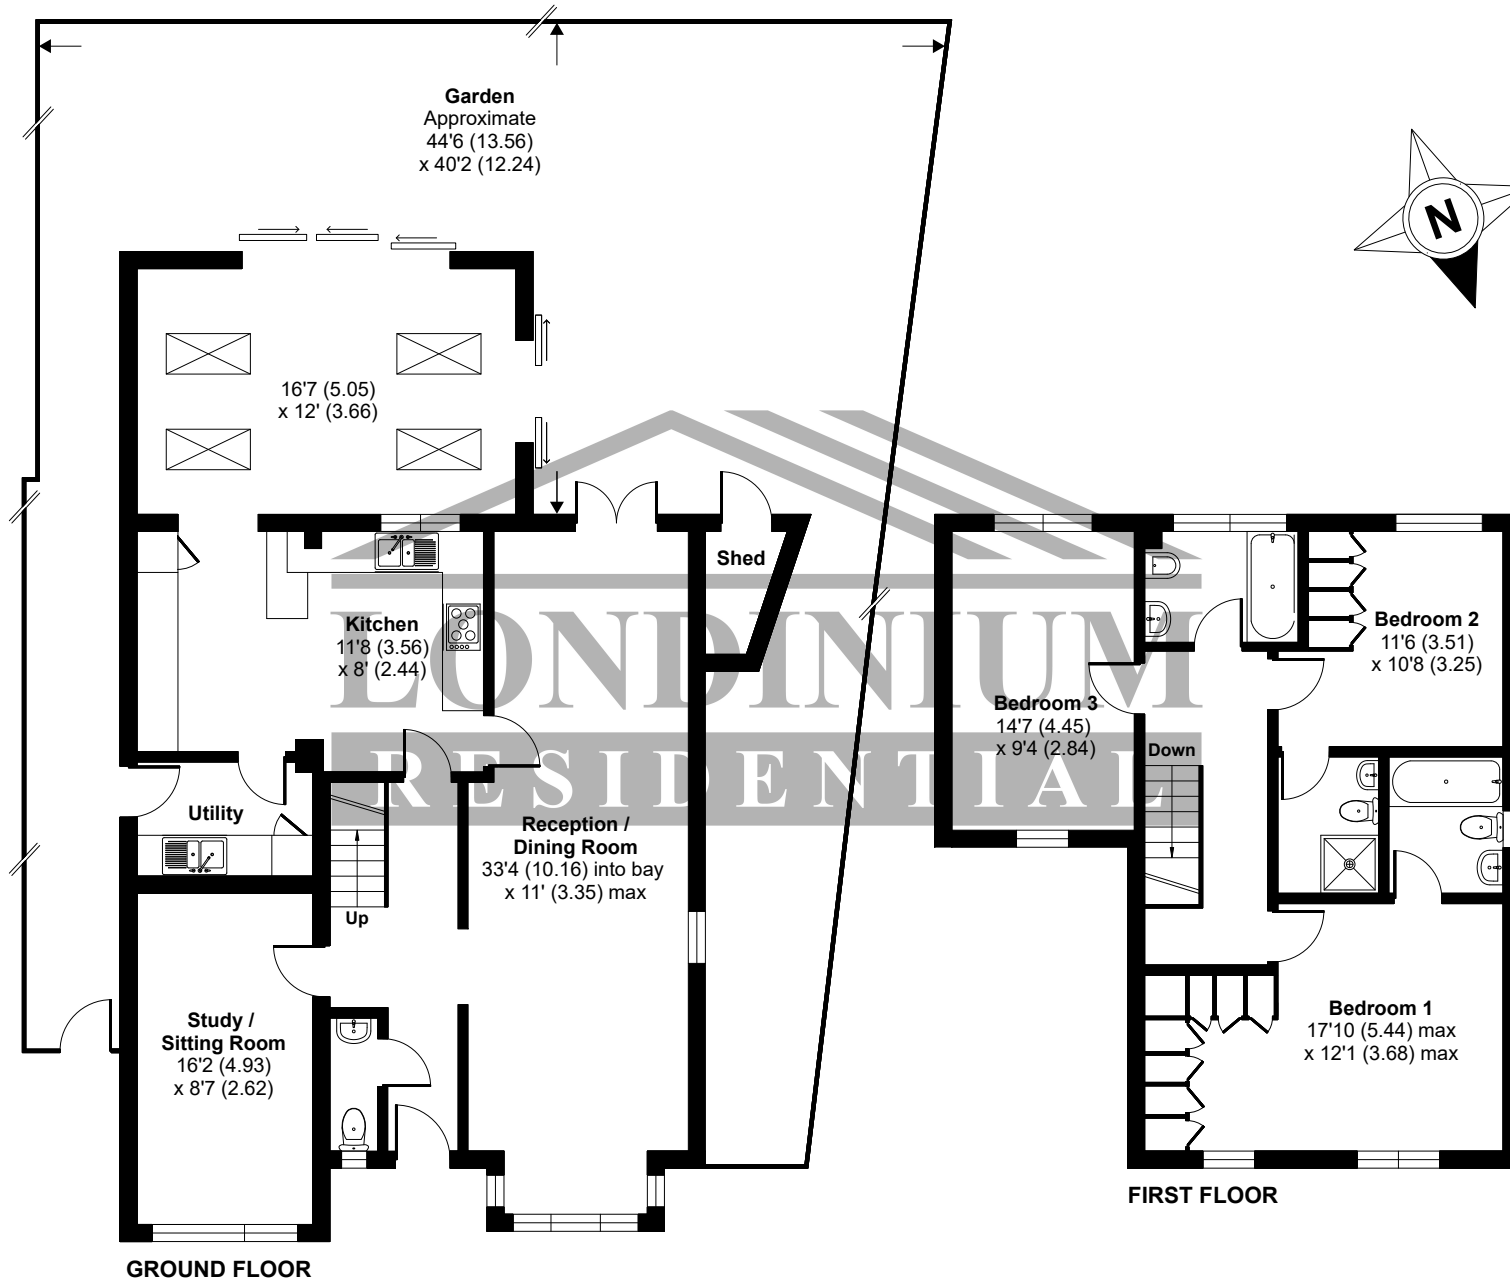 Garden
Approximate
44'6 (13.56)
x 40'2 (12.24)
N
16'7 (5.05)
x 12' (3.66)
Shed
Kitchen
11'8 (3.56)
x 8' (2.44)
LONDINIUM
RESIDENTIAL
Utility
Reception /
Dining Room
33'4 (10.16) into bay
x 11' (3.35) max
Up
Study /
Sitting Room
16'2 (4.93)
x 8'7 (2.62)
GROUND FLOOR
Bedroom 2
11'6 (3.51)
x 10'8 (3.25)
Bedroom 3
14'7 (4.45)
x 9'4 (2.84)
Down
Bedroom 1
17'10 (5.44) max
x 12'1 (3.68) max
FIRST FLOOR